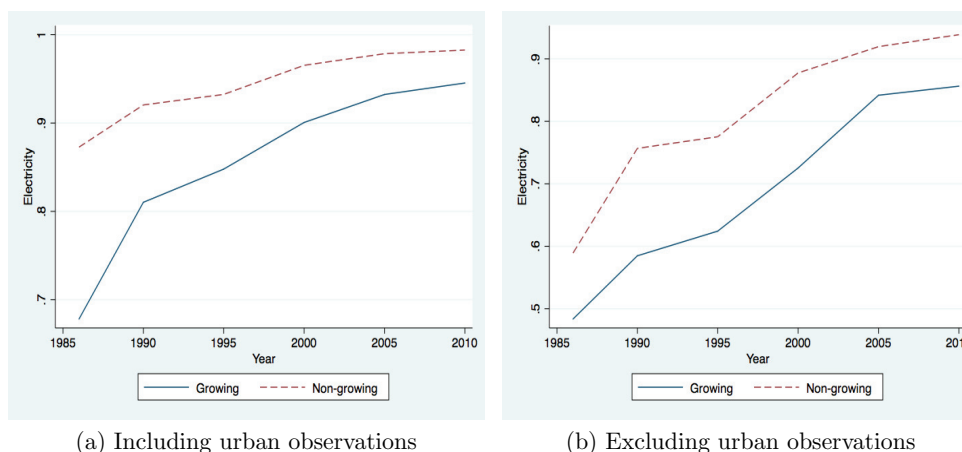 1
.9
.8
.7
Electricity
1985 1990 1995 2000 2005 2010
Year
Growing Non-growing
(a) Including urban observations
.9
.8
.7
.6
.5
Electricity
1985 1990 1995 2000 2005 201
Year
Growing Non-growing
(b) Excluding urban observations